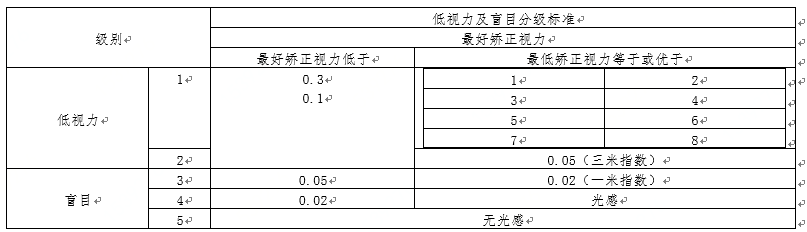 级别 低视力及盲目分级标准
最好矫正视力
最好矫正视力低于 最低矫正视力等于或优于
低视力 1 0.3 1 2
0.1 3 4
5 6
7 8
2 0.05（三米指数）
盲目 3 0.05 0.02（一米指数）
4 0.02 光感
5 无光感